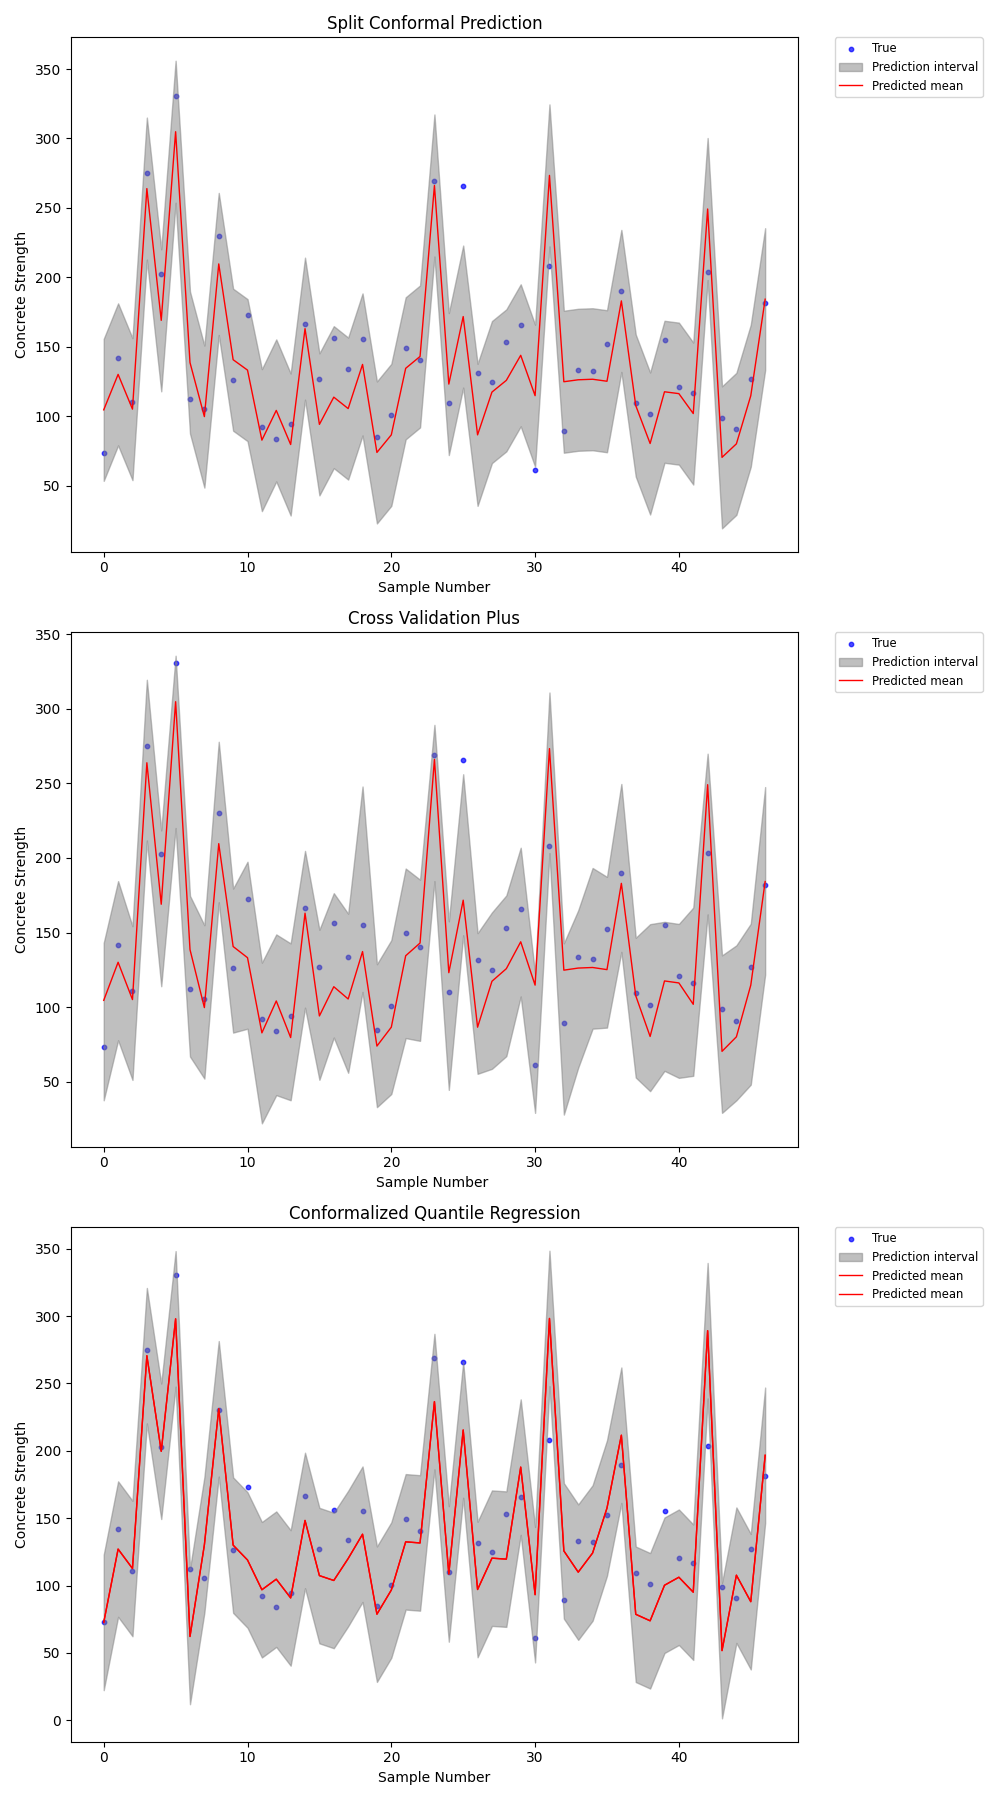 Split Conformal Prediction
True
Prediction interval
Predicted mean
350
300
250
200
150
100
50
Concrete Strength
0 10 20 30 40
Sample Number
Cross Validation Plus
True
Prediction interval
Predicted mean
350
300
250
200
150
100
50
Concrete Strength
0 10 20 30 40
Sample Number
Conformalized Quantile Regression
True
Prediction interval
Predicted mean
Predicted mean
350
300
250
200
150
100
50
0
Concrete Strength
0 10 20 30 40
Sample Number